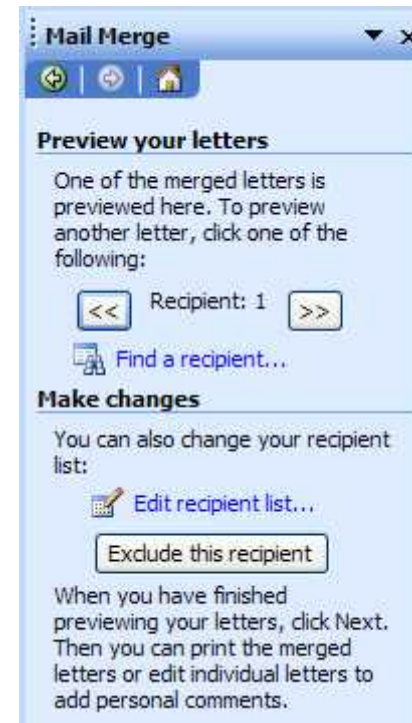 Mail Merge
Preview your letters
One of the merged letters is
previewed here. To preview
another letter, click one of the
following:
<< Recipient: 1 >>
Find a recipient...
Make changes
You can also change your recipient
list:
Edit recipient list...
Exclude this recipient
When you have finished
previewing your letters, click Next.
Then you can print the merged
letters or edit individual letters to
add personal comments.